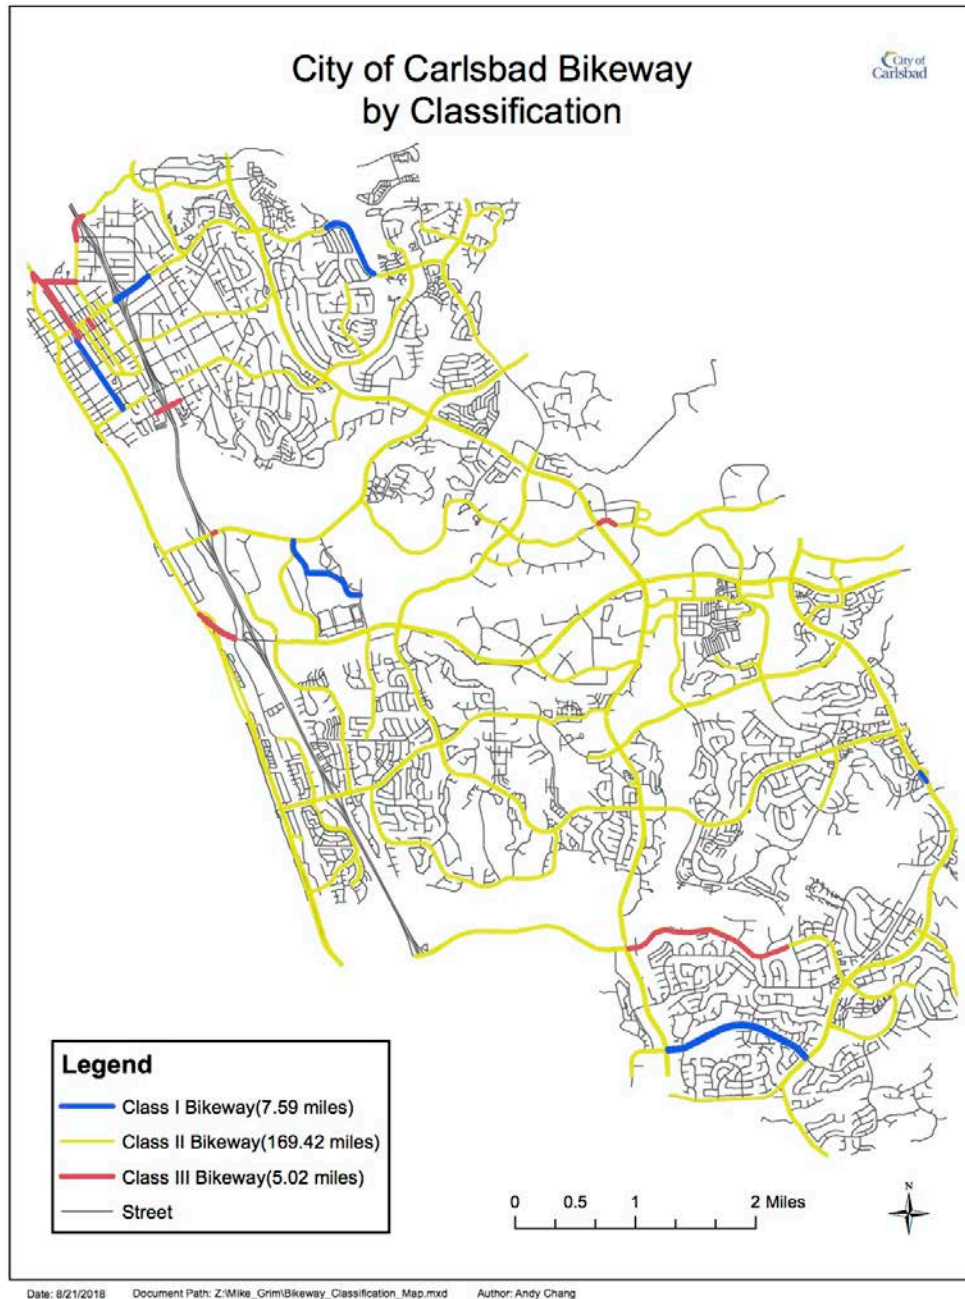 City of Carlsbad Bikeway
by Classification
City of
Carlsbad
Legend
Class I Bikeway(7.59 miles)
Class II Bikeway(169.42 miles)
Class III Bikeway(5.02 miles)
Street
0 0.5 1 2 Miles
N
Date: 8/21/2018 Document Path: Z:\Mike_Grim\Bikeway_Classification_Map.mxd Author: Andy Chang